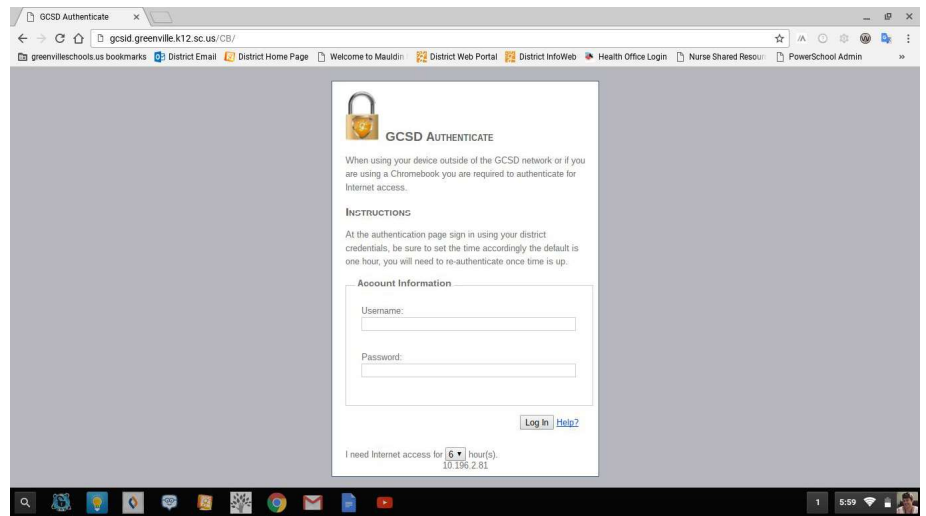 GCSD Authenticate
gcsid.greenville.k12.sc.us/CB/
greenvilleschools.us bookmarks District Email District Home Page Welcome to Mauldin District Web Portal District InfoWeb Health Office Login Nurse Shared Resour PowerSchool Admin »
GCSD AUTHENTICATE
When using your device outside of the GCSD network or if you
are using a Chromebook you are required to authenticate for
Internet access.
INSTRUCTIONS
At the authentication page sign in using your district
credentials, be sure to set the time accordingly the default is
one hour, you will need to re-authenticate once time is up.
Account Information
Username:
Password:
Log In Help?
I need Internet access for 6 hour(s).
10.196.2.81
1 5:59